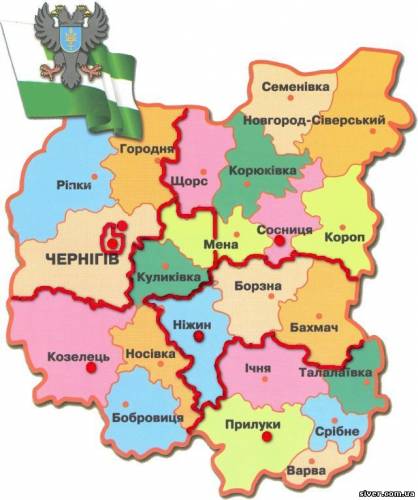 Семенівка
Новгород-Сіверський
Городня
Щорс
Корюківка
Ріпки
Сосниця
Короп
Мена
ЧЕРНІГІВ
Куликівка
Борзна
Ніжин
Бахмач
Козелець
Носівка
Ічня
Талалаївка
Бобровиця
Прилуки
Срібне
Варва
siver.com.ua